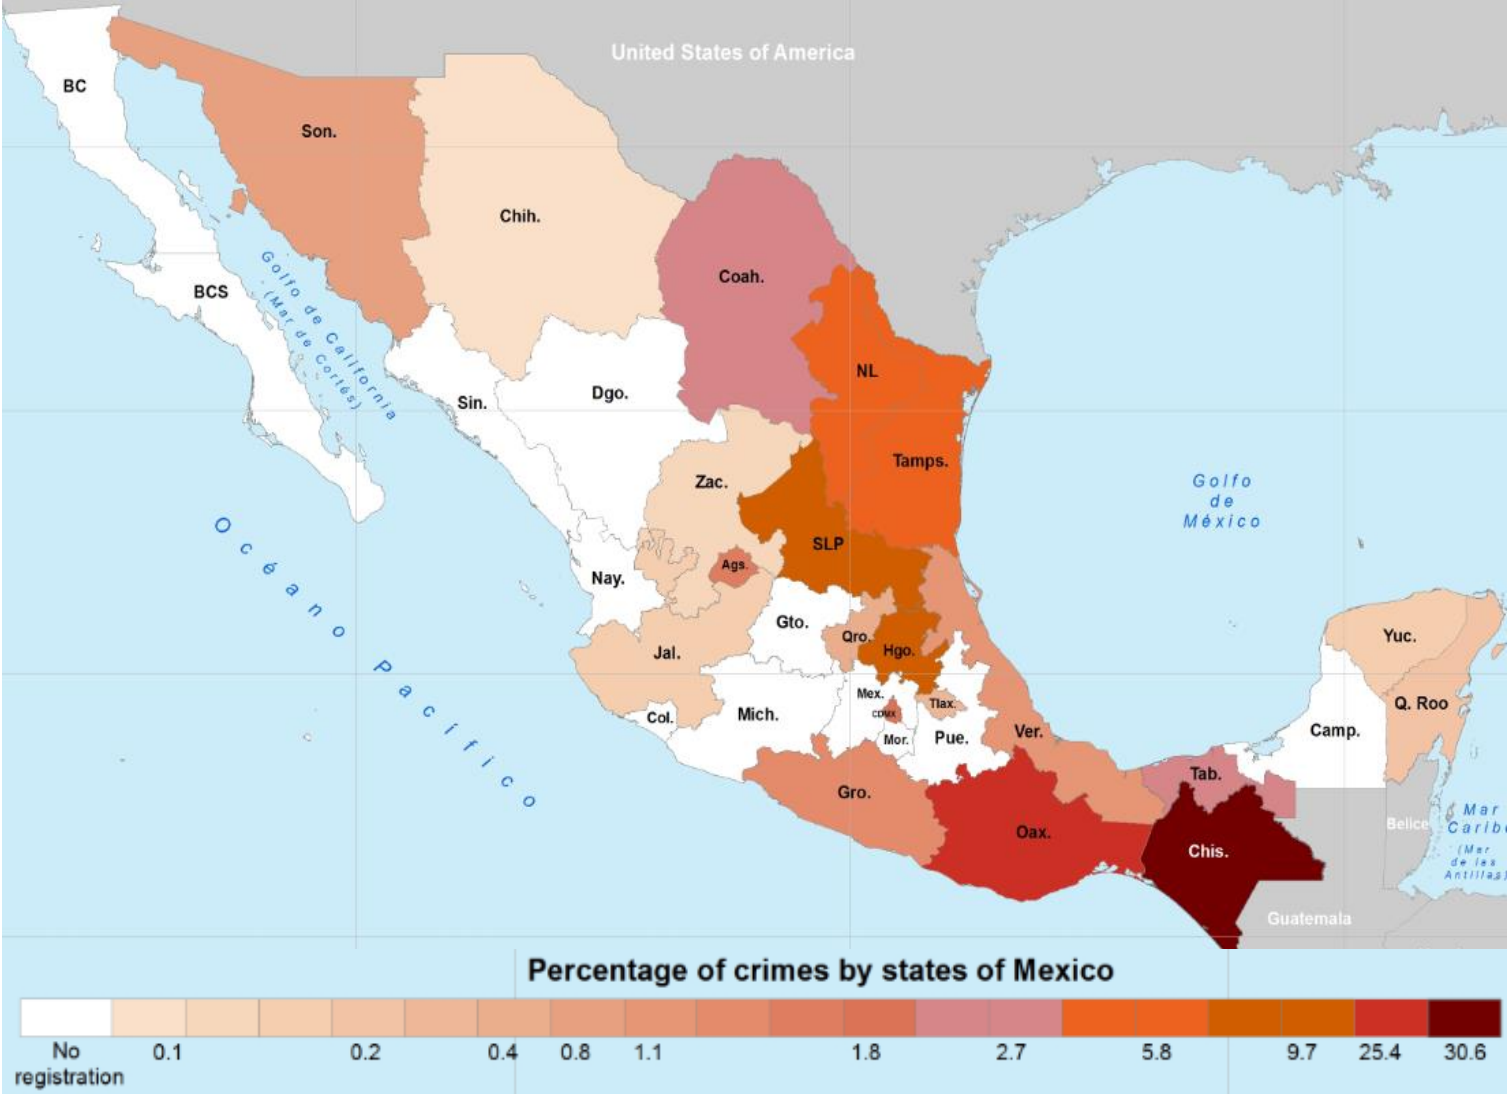 United States of America
BC
Son.
Chih.
Coah.
BCS
Golfo de California
(Mar de Cortés)
NL
Sin.
Dgo.
Tamps.
Zac.
Golfo
de
México
SLP
Ags.
Nay.
Océano Pacífico
Gto.
Qro.
Hgo.
Jal.
Yuc.
Mex.
Tlax.
Q. Roo
CDMX
Col.
Mich.
Mor.
Pue.
Ver.
Camp.
Tab.
Gro.
Oax.
Belice
Mar
Caribe
(Mar
de las
Antillas)
Chis.
Guatemala
Percentage of crimes by states of Mexico
No
registration
0.1 0.2 0.4 0.8 1.1 1.8 2.7 5.8 9.7 25.4 30.6